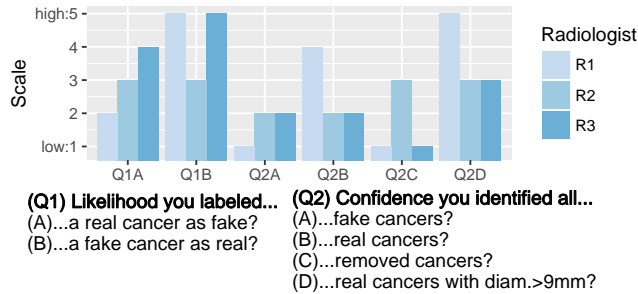 high:5
4
3
2
low:1
Scale
Q1A Q1B Q2A Q2B Q2C Q2D
Radiologist
R1
R2
R3
(Q1) Likelihood you labeled...
(A)...a real cancer as fake?
(B)...a fake cancer as real?
(Q2) Confidence you identified all...
(A)...fake cancers?
(B)...real cancers?
(C)...removed cancers?
(D)...real cancers with diam.>9mm?